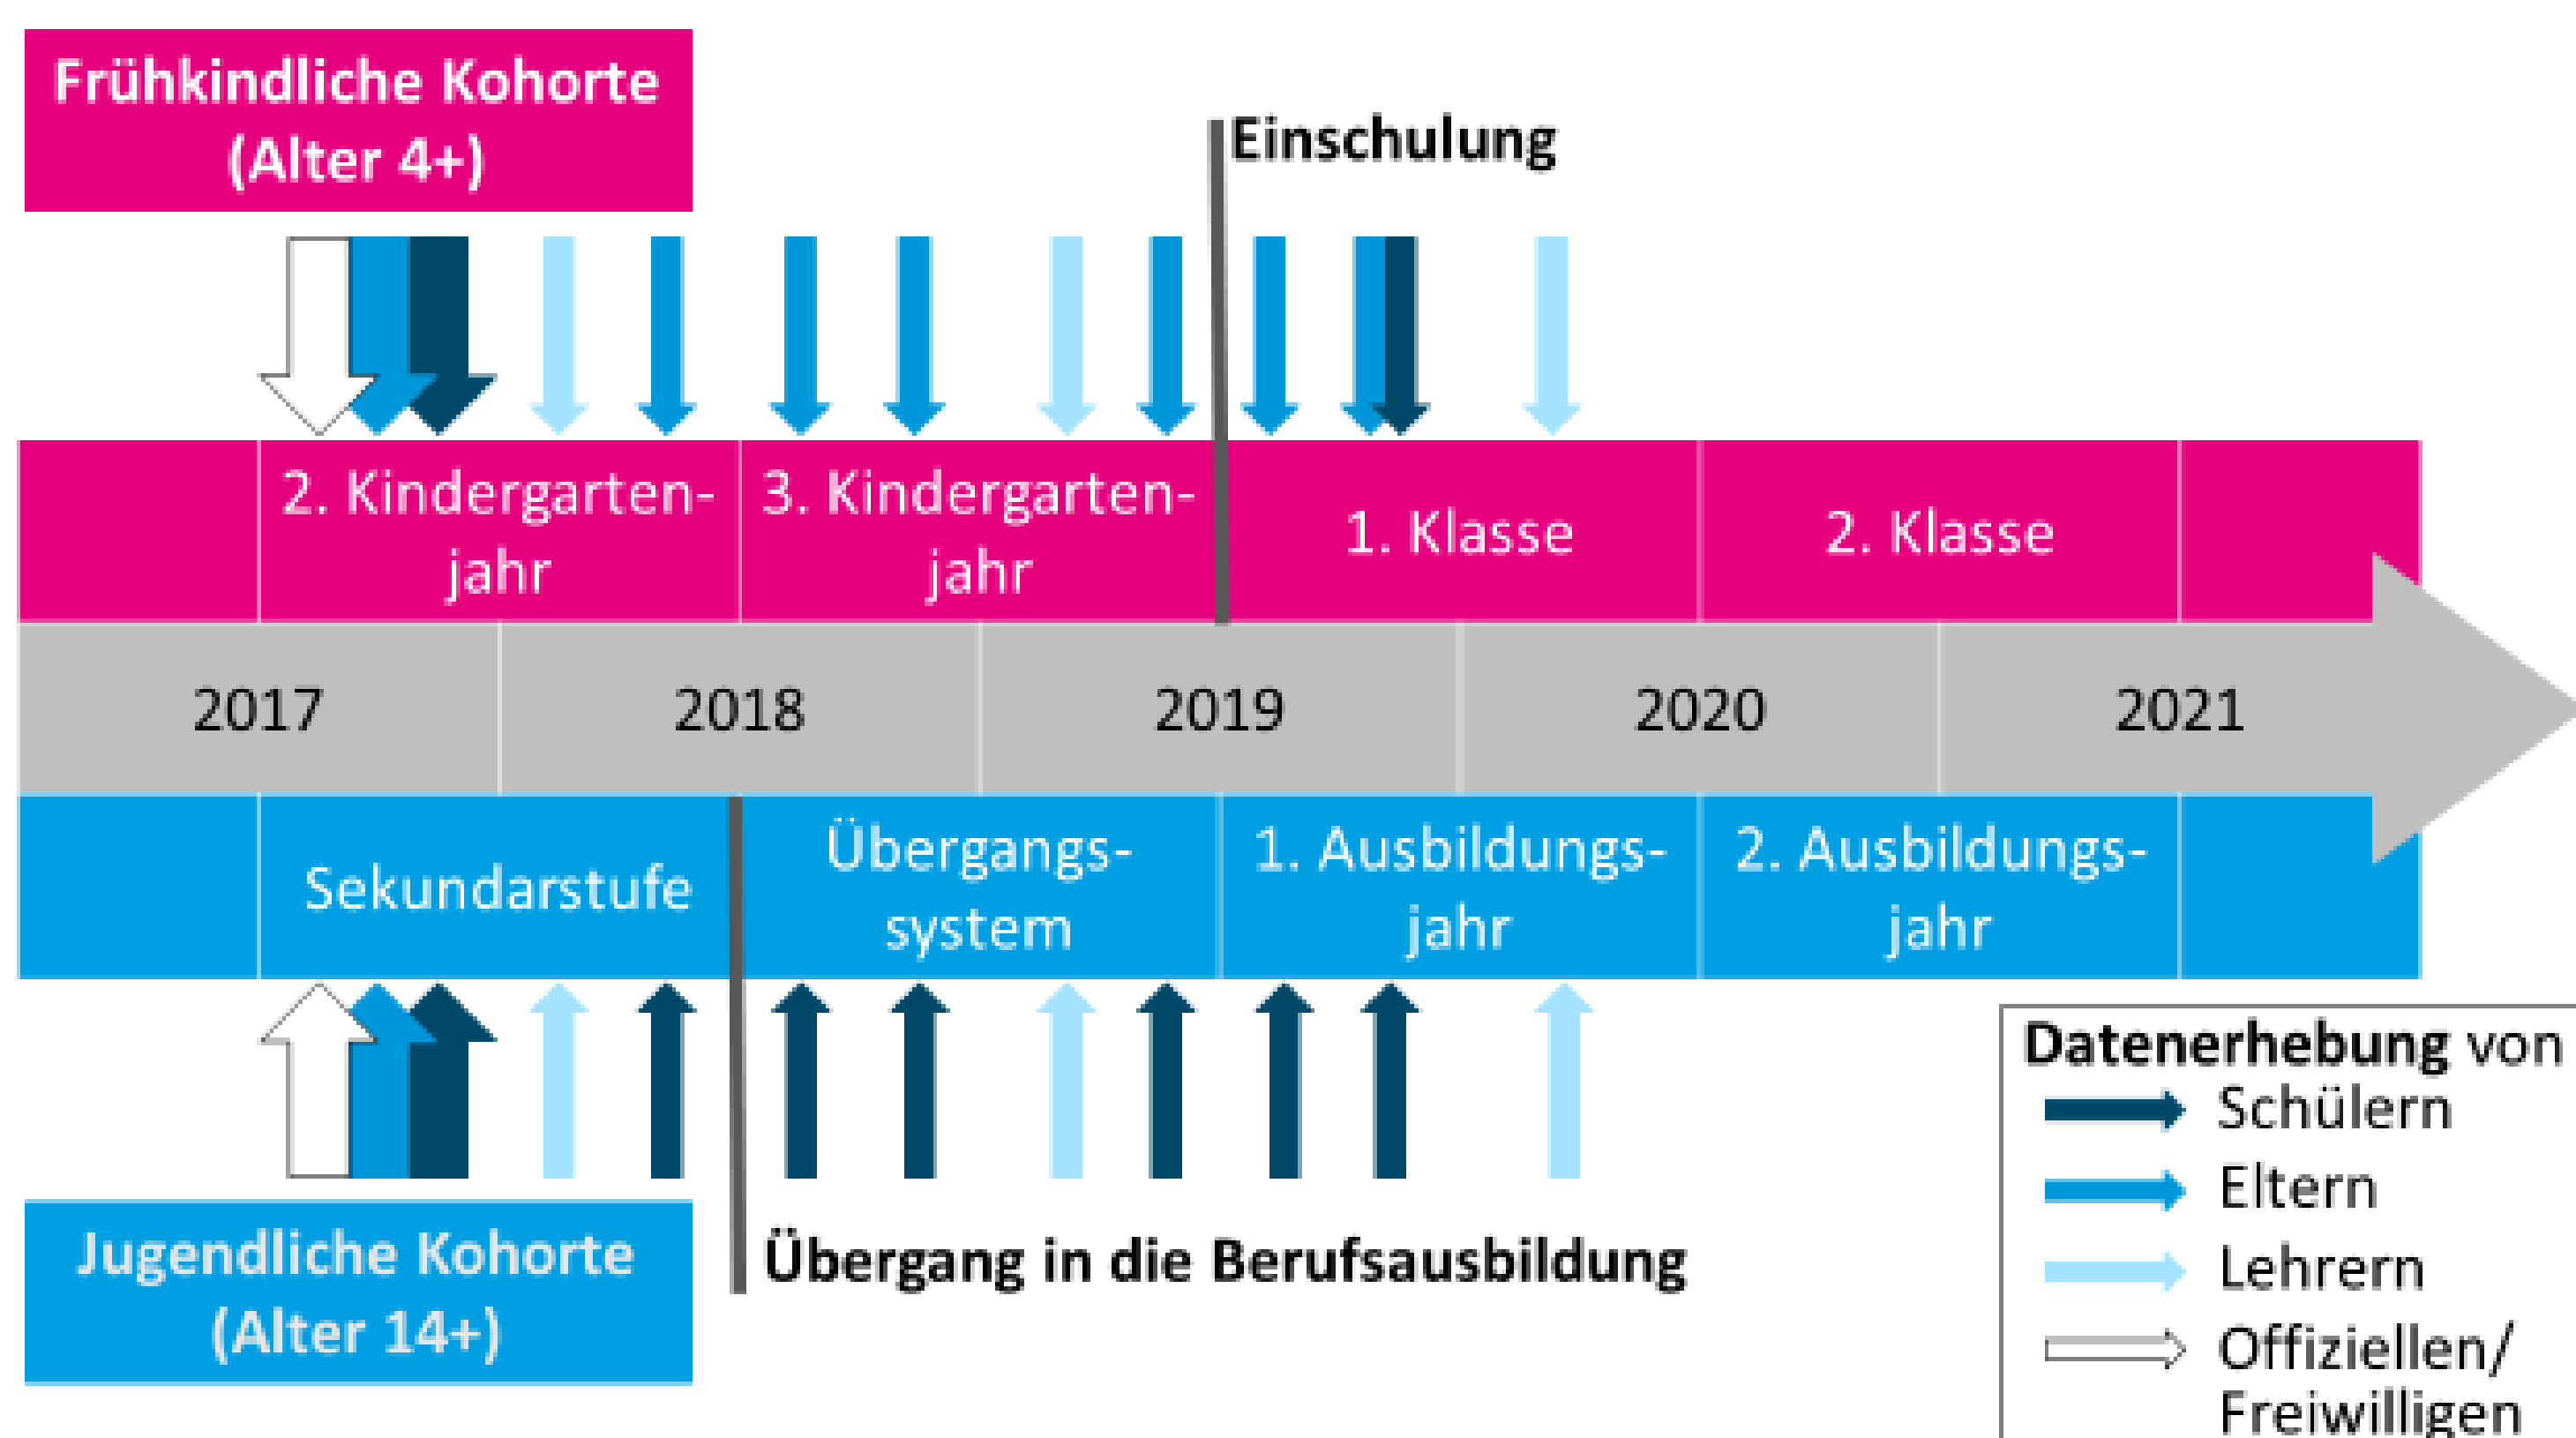 Frühkindliche Kohorte
(Alter 4+)
Einschulung
2. Kindergarten-
jahr
3. Kindergarten-
jahr
1. Klasse
2. Klasse
2017
2018
2019
2020
2021
Sekundarstufe
Übergangs-
system
1. Ausbildungs-
jahr
2. Ausbildungs-
jahr
Jugendliche Kohorte
(Alter 14+)
Übergang in die Berufsausbildung
Datenerhebung von
Schülern
Eltern
Lehrern
Offiziellen/
Freiwilligen